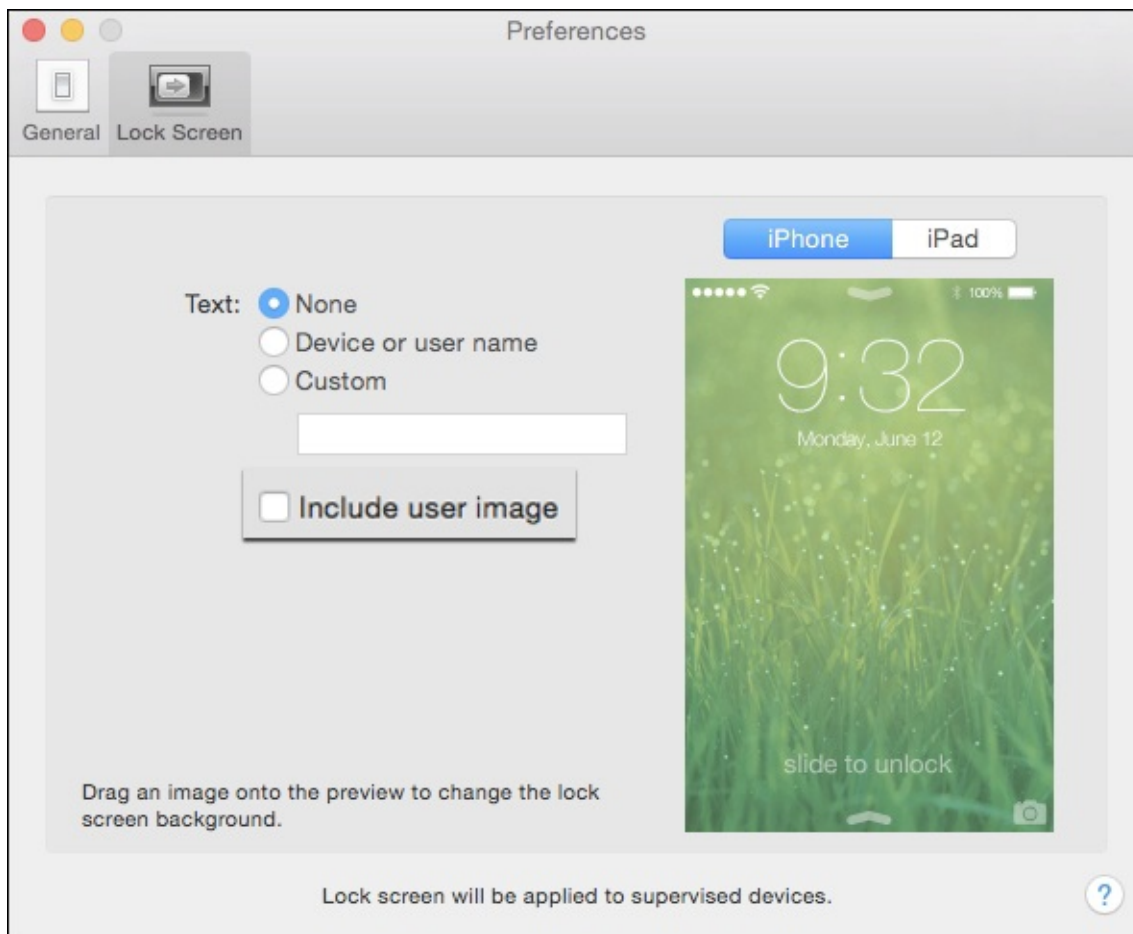 Preferences
General
Lock Screen
iPhone
iPad
Text:
None
Device or user name
Custom
Include user image
100%
9:32
Monday, June 12
slide to unlock
Drag an image onto the preview to change the lock
screen background.
Lock screen will be applied to supervised devices.
?